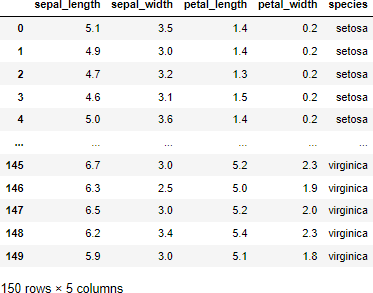 sepal_length sepal_width petal_length petal_width species
0 5.1 3.5 1.4 0.2 setosa
1 4.9 3.0 1.4 0.2 setosa
2 4.7 3.2 1.3 0.2 setosa
3 4.6 3.1 1.5 0.2 setosa
4 5.0 3.6 1.4 0.2 setosa
... ... ... ... ... ...
145 6.7 3.0 5.2 2.3 virginica
146 6.3 2.5 5.0 1.9 virginica
147 6.5 3.0 5.2 2.0 virginica
148 6.2 3.4 5.4 2.3 virginica
149 5.9 3.0 5.1 1.8 virginica
150 rows × 5 columns